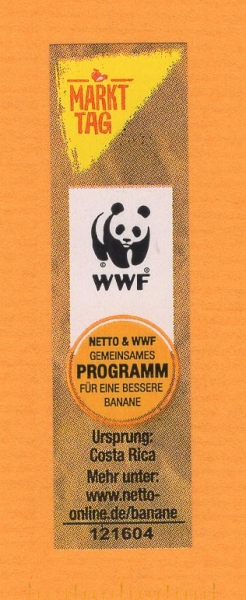 MARKT
TAG
©
WWF®
NETTO & WWF
GEMEINSAMES
PROGRAMM
FÜR EINE BESSERE
BANANE
Ursprung:
Costa Rica
Mehr unter:
www.netto-
online.de/banane
121604